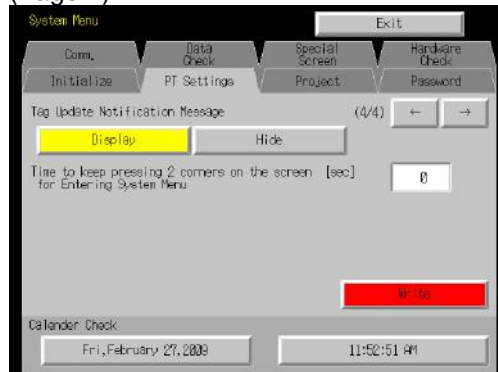 System Menu
Exit
Comm.
Data Check
Special Screen
Hardware Check
Initialize
PT Settings
Project
Password
Tag Update Notification Message
(4/4)
← →
Display
Hide
Time to keep pressing 2 corners on the screen [sec]
for Entering System Menu
0
Write
Calander Check
Fri,February 27,2009
11:52:51 AM